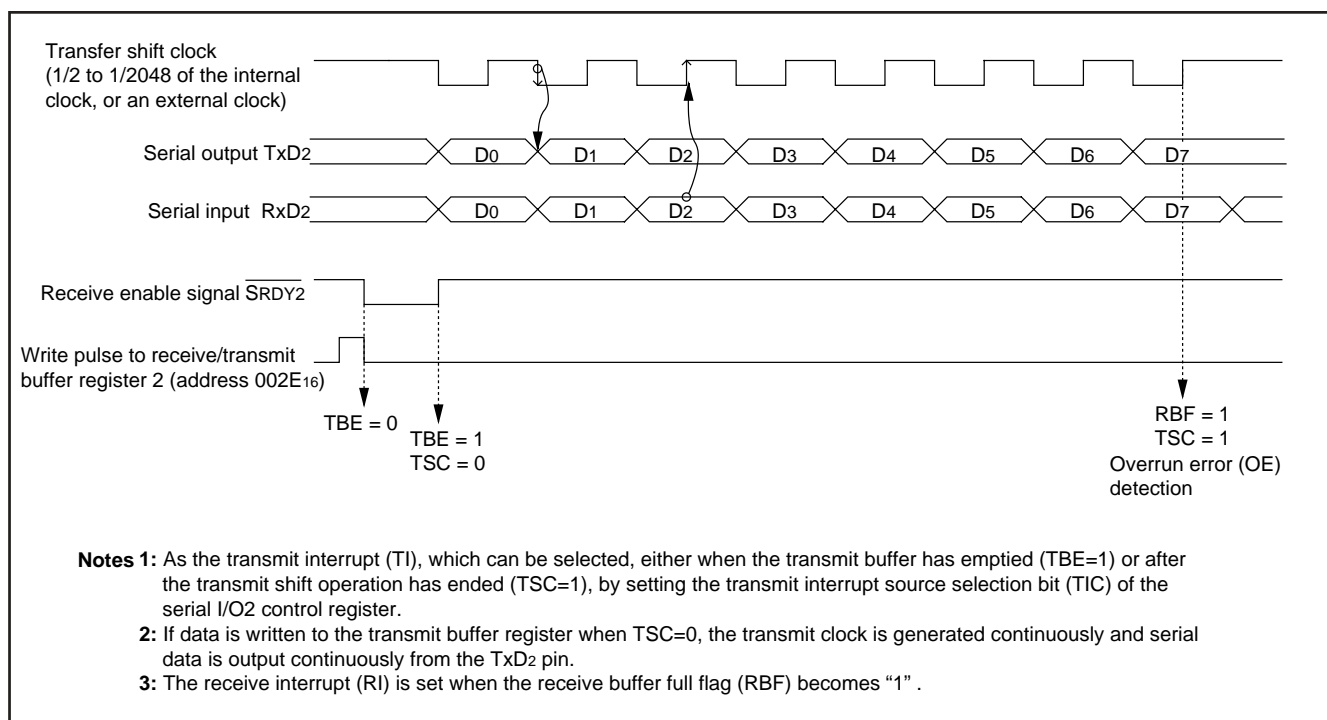 Transfer shift clock
(1/2 to 1/2048 of the internal
clock, or an external clock)
Serial output TxD2 D0 D1 D2 D3 D4 D5 D6 D7
Serial input RxD2 D0 D1 D2 D3 D4 D5 D6 D7
Receive enable signal SRDY2
Write pulse to receive/transmit
buffer register 2 (address 002E16)
TBE = 0
TBE = 1
TSC = 0
RBF = 1
TSC = 1
Overrun error (OE)
detection
Notes 1: As the transmit interrupt (TI), which can be selected, either when the transmit buffer has emptied (TBE=1) or after
the transmit shift operation has ended (TSC=1), by setting the transmit interrupt source selection bit (TIC) of the
serial I/O2 control register.
2: If data is written to the transmit buffer register when TSC=0, the transmit clock is generated continuously and serial
data is output continuously from the TxD2 pin.
3: The receive interrupt (RI) is set when the receive buffer full flag (RBF) becomes “1” .